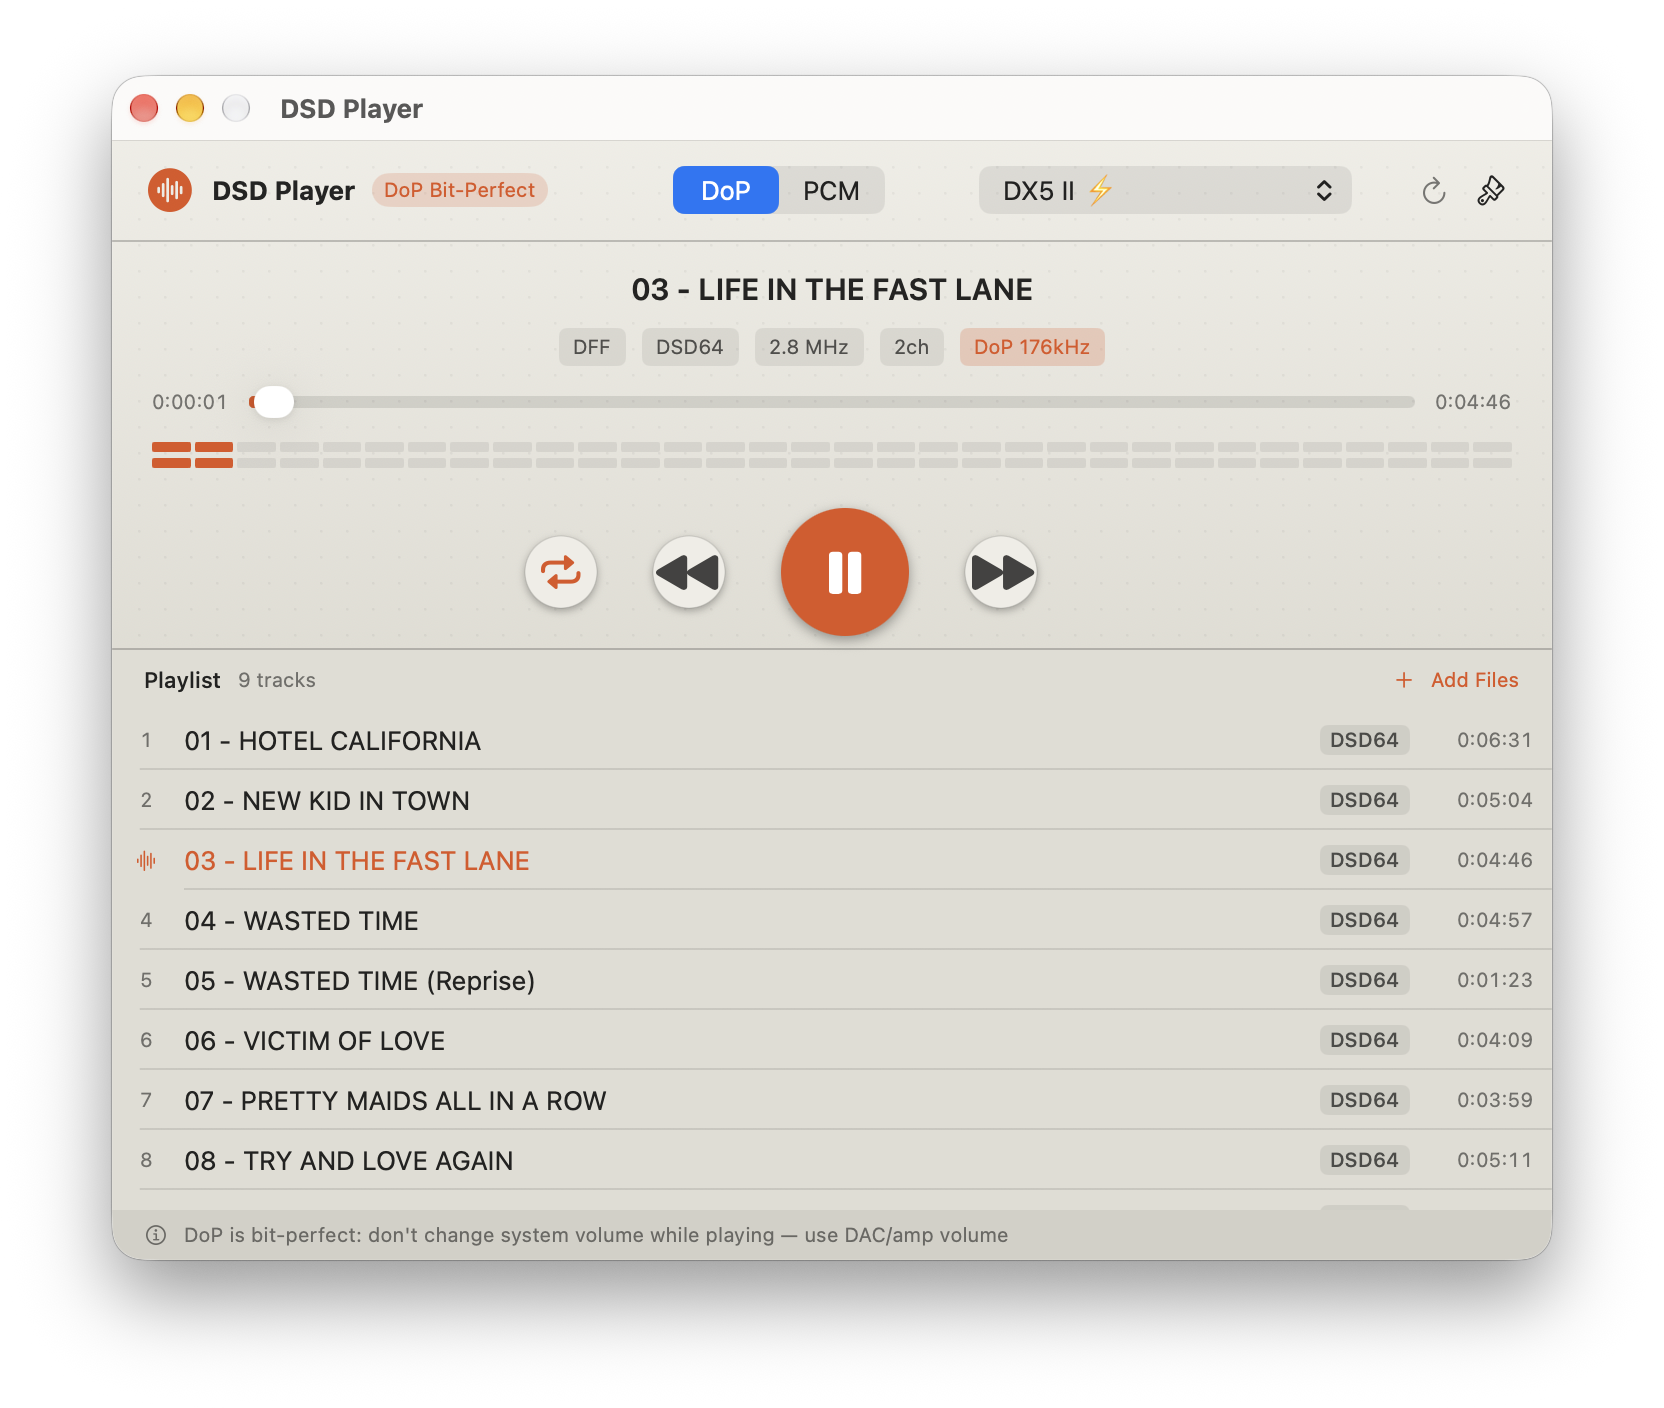 DSD Player
DSD Player DoP Bit-Perfect DoP PCM DX5 II ⚡
03 - LIFE IN THE FAST LANE
DFF DSD64 2.8 MHz 2ch DoP 176kHz
0:00:01 0:04:46
Playlist 9 tracks + Add Files
1 01 - HOTEL CALIFORNIA DSD64 0:06:31
2 02 - NEW KID IN TOWN DSD64 0:05:04
03 - LIFE IN THE FAST LANE DSD64 0:04:46
4 04 - WASTED TIME DSD64 0:04:57
5 05 - WASTED TIME (Reprise) DSD64 0:01:23
6 06 - VICTIM OF LOVE DSD64 0:04:09
7 07 - PRETTY MAIDS ALL IN A ROW DSD64 0:03:59
8 08 - TRY AND LOVE AGAIN DSD64 0:05:11
DoP is bit-perfect: don't change system volume while playing — use DAC/amp volume